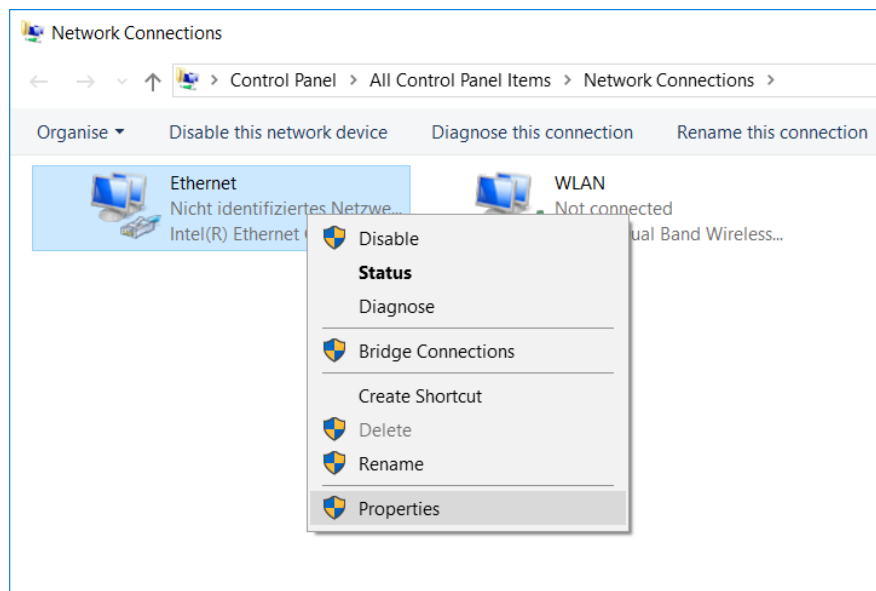 Network Connections
Control Panel > All Control Panel Items > Network Connections >
Organise Disable this network device Diagnose this connection Rename this connection
Ethernet
Nicht identifiziertes Netzwe...
Intel(R) Ethernet
WLAN
Not connected
ual Band Wireless...
Disable
Status
Diagnose
Bridge Connections
Create Shortcut
Delete
Rename
Properties